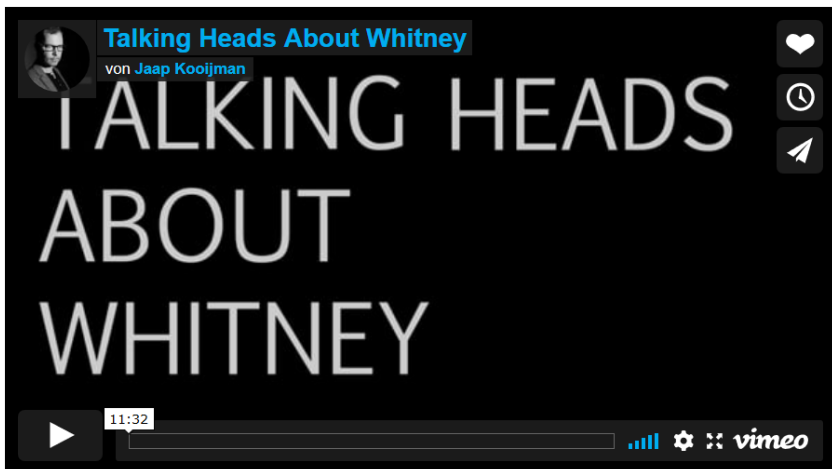 Talking Heads About Whitney
von Jaap Kooijman
TALKING HEADS
ABOUT
WHITNEY
11:32
vimeo